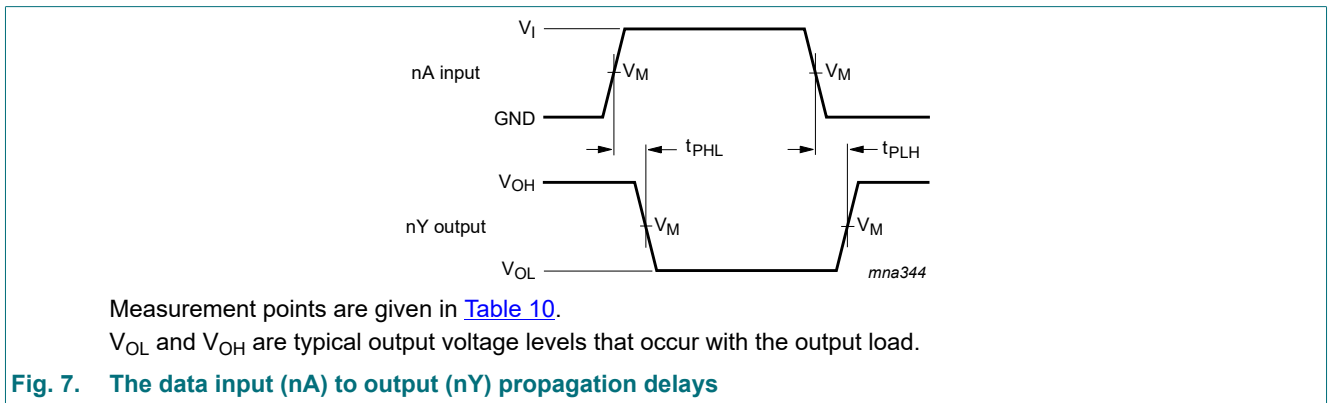 V_I
nA input
V_M
V_M
GND
t_PHL
t_PLH
V_OH
nY output
V_M
V_M
V_OL
mna344
Measurement points are given in Table 10.
V_OL and V_OH are typical output voltage levels that occur with the output load.
Fig. 7. The data input (nA) to output (nY) propagation delays